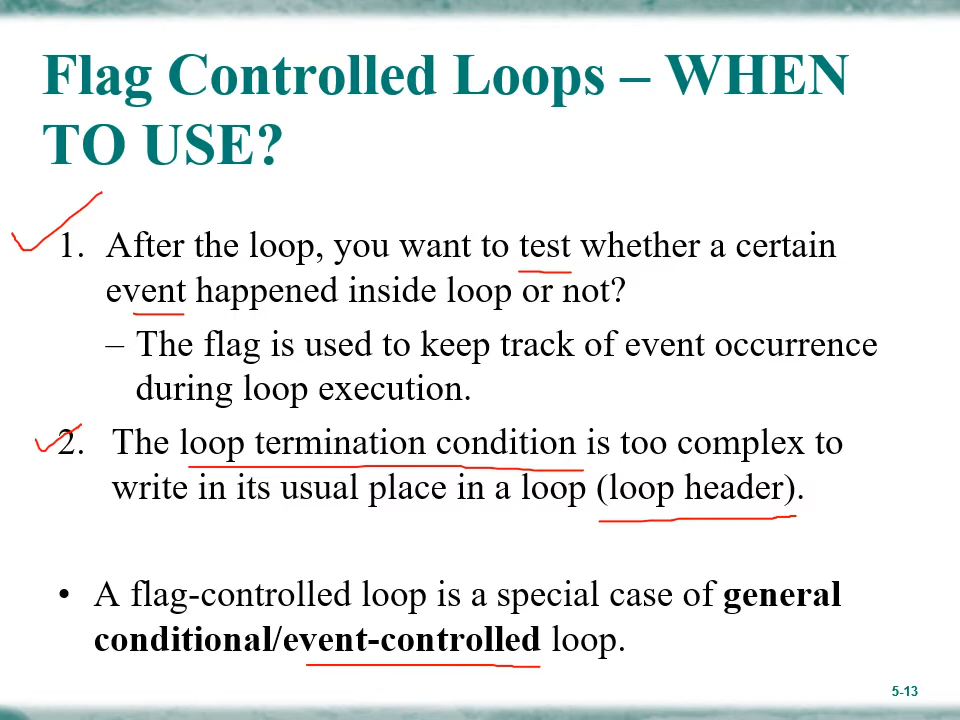 Flag Controlled Loops – WHEN
TO USE?
1. After the loop, you want to test whether a certain
event happened inside loop or not?
– The flag is used to keep track of event occurrence
during loop execution.
2. The loop termination condition is too complex to
write in its usual place in a loop (loop header).
• A flag-controlled loop is a special case of general
conditional/event-controlled loop.
5-13